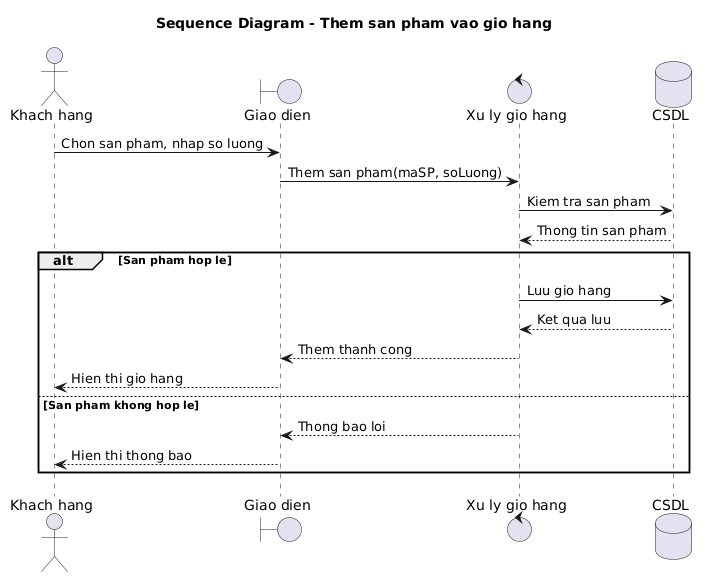 Sequence Diagram - Them san pham vao gio hang
Khach hang
Giao dien
Xu ly gio hang
CSDL
Chon san pham, nhap so luong
Them san pham(maSP, soLuong)
Kiem tra san pham
Thong tin san pham
alt
[San pham hop le]
Luu gio hang
Ket qua luu
Them thanh cong
Hien thi gio hang
[San pham khong hop le]
Thong bao loi
Hien thi thong bao
Khach hang
Giao dien
Xu ly gio hang
CSDL